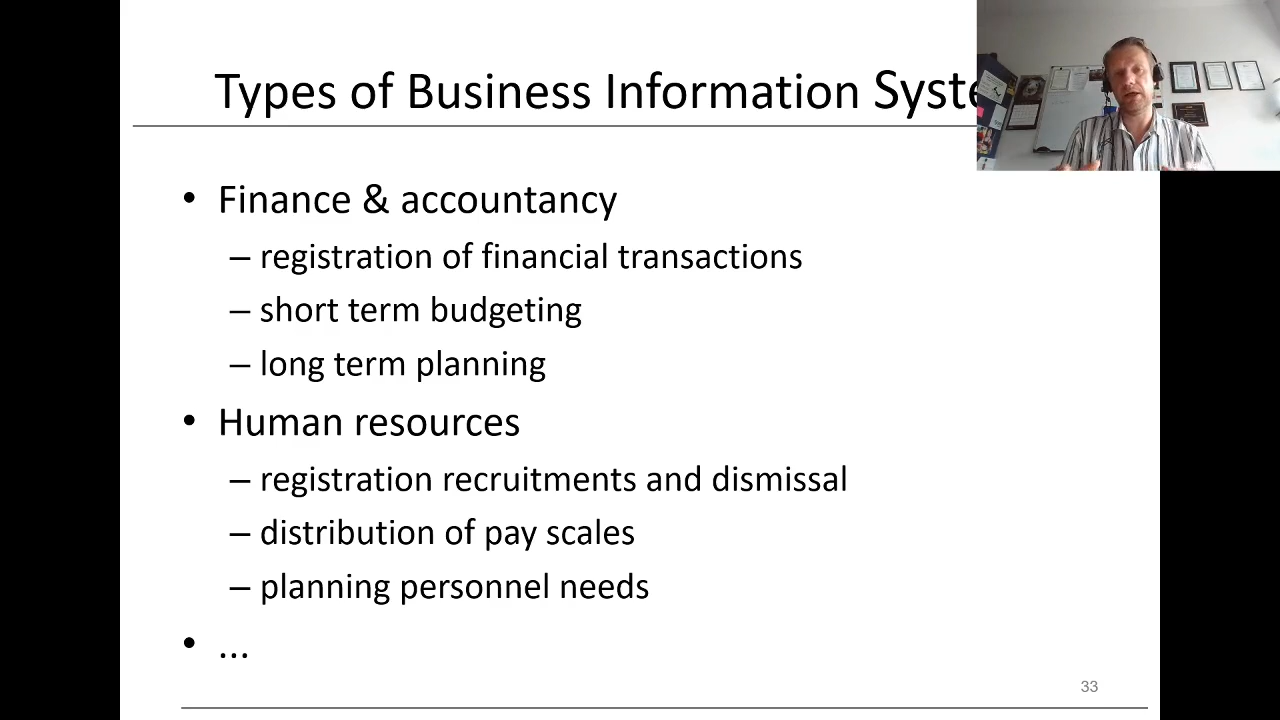 Types of Business Information Syste
• Finance & accountancy
– registration of financial transactions
– short term budgeting
– long term planning
• Human resources
– registration recruitments and dismissal
– distribution of pay scales
– planning personnel needs
• ...
33